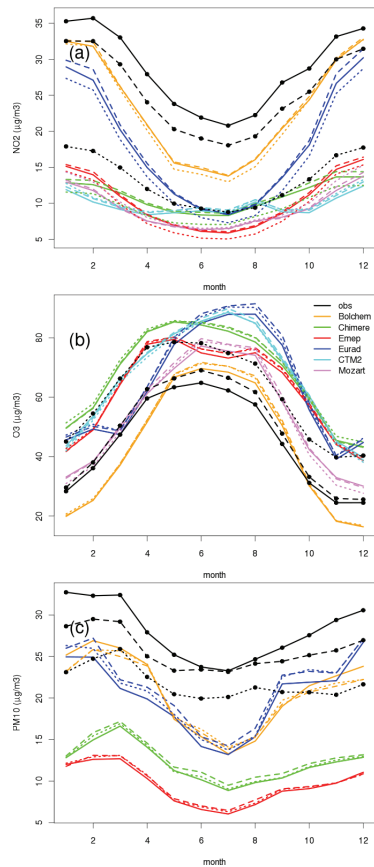 (a)
NO2 (µg/m3)
35
30
25
20
15
10
5
2 4 6 8 10 12
month
(b)
O3 (µg/m3)
80
60
40
20
obs
Bolchem
Chimere
Emep
Eurad
CTM2
Mozart
2 4 6 8 10 12
month
(c)
PM10 (µg/m3)
30
25
20
15
10
5
2 4 6 8 10 12
month